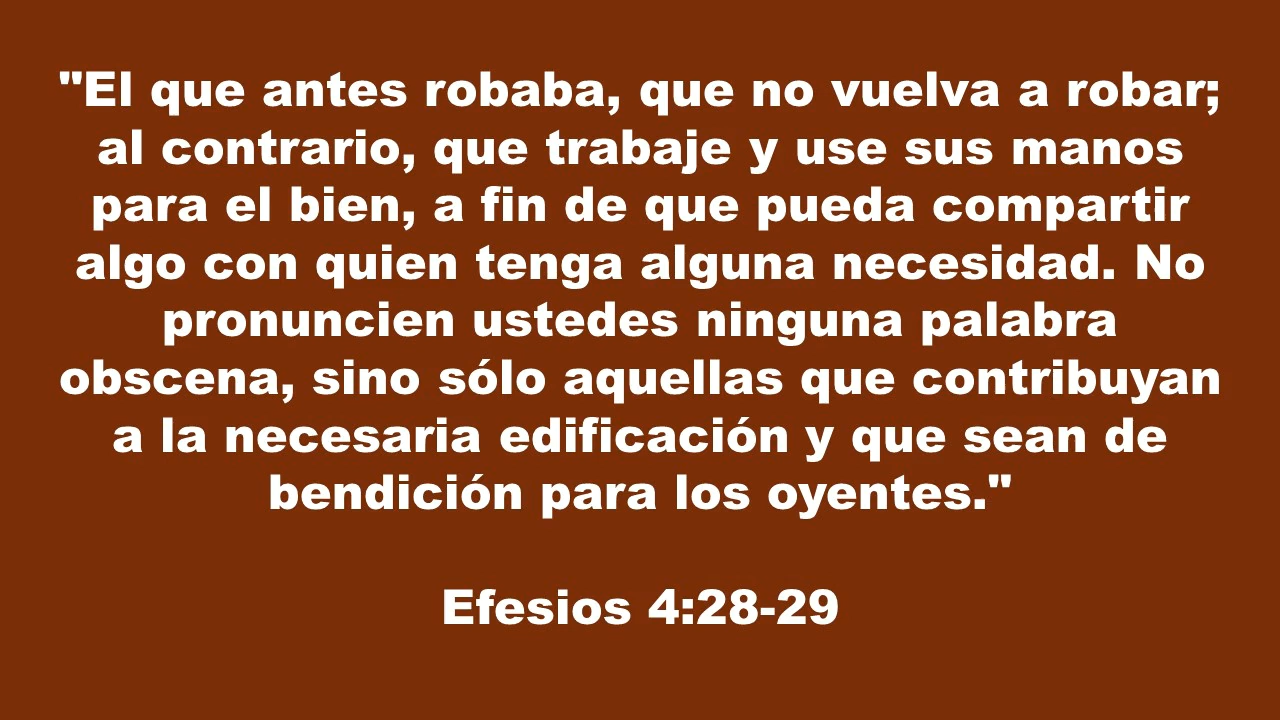 "El que antes robaba, que no vuelva a robar;
al contrario, que trabaje y use sus manos
para el bien, a fin de que pueda compartir
algo con quien tenga alguna necesidad. No
pronuncien ustedes ninguna palabra
obscena, sino sólo aquellas que contribuyan
a la necesaria edificación y que sean de
bendición para los oyentes."
Efesios 4:28-29